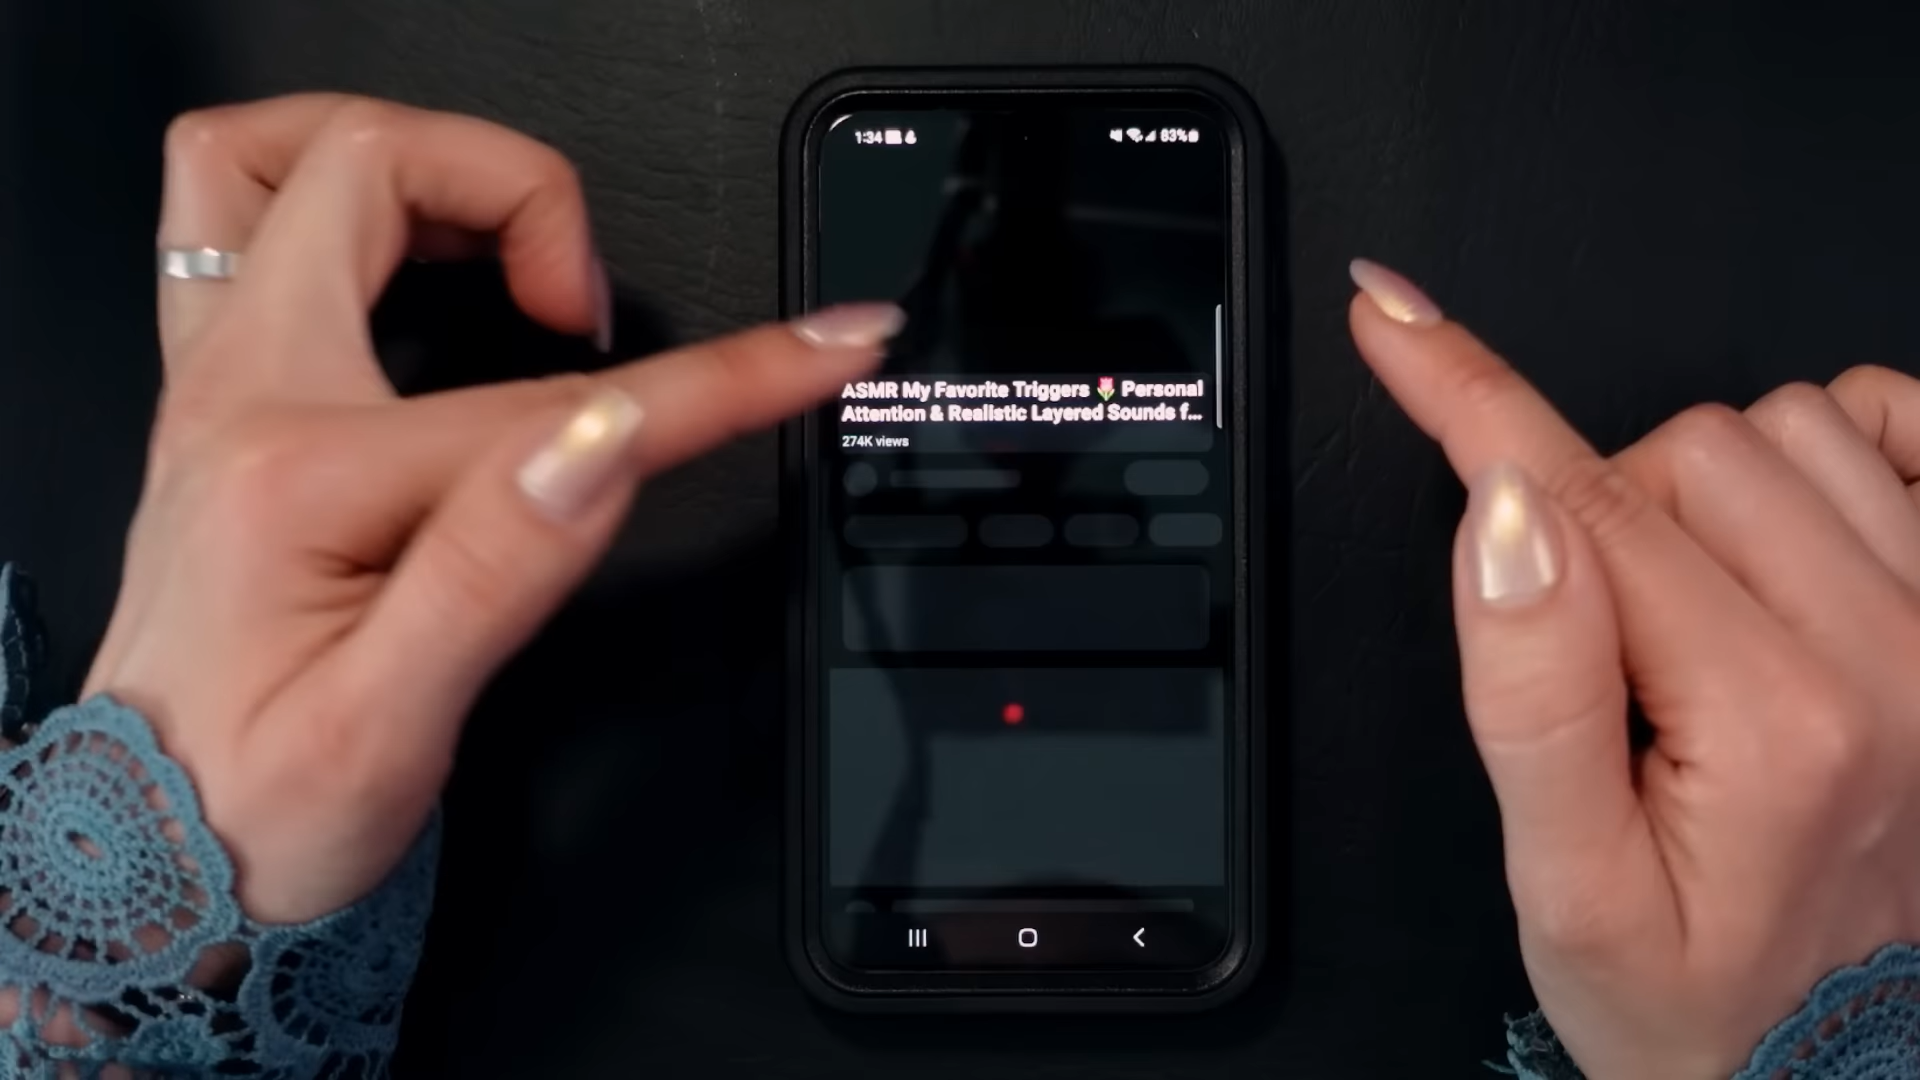 1:34 83%
ASMR My Favorite Triggers 🌷 Personal
Attention & Realistic Layered Sounds f...
274K views